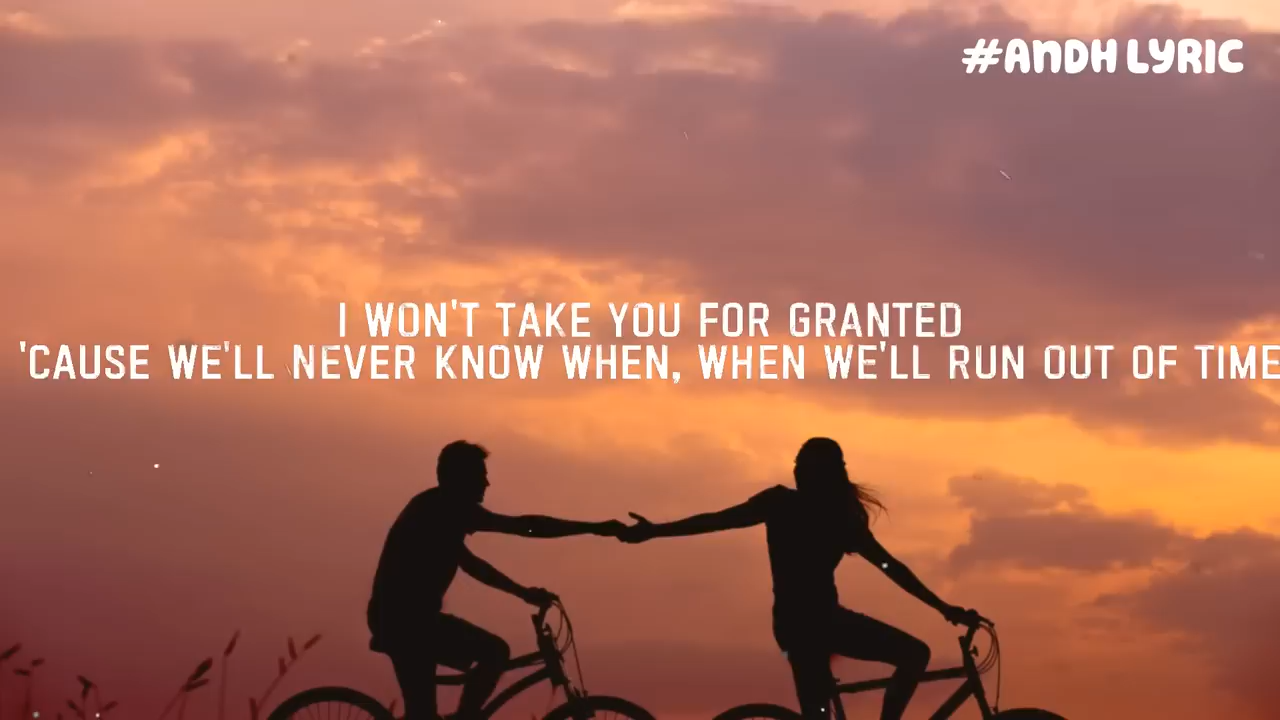 #ANDH LYRIC
I WON'T TAKE YOU FOR GRANTED
'CAUSE WE'LL NEVER KNOW WHEN, WHEN WE'LL RUN OUT OF TIME